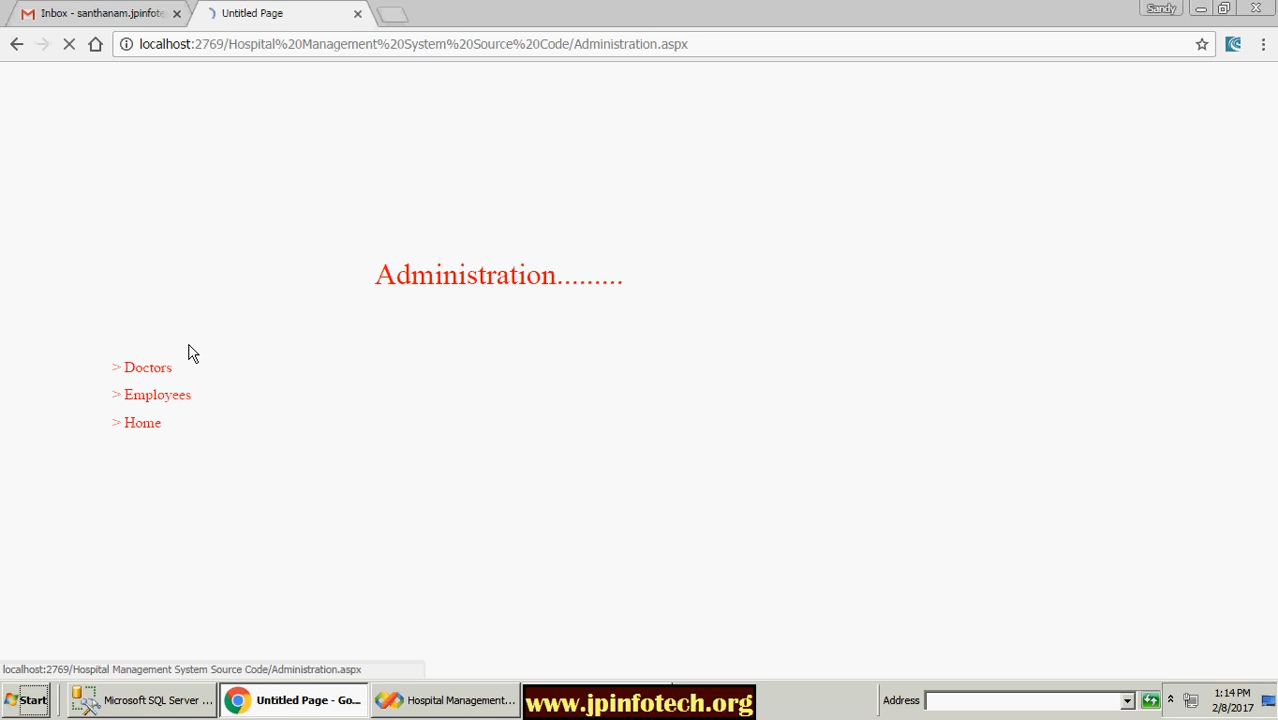 Inbox - santhanam.jpinfote
Untitled Page
Sandy
localhost:2769/Hospital%20Management%20System%20Source%20Code/Administration.aspx
Administration.........
> Doctors
> Employees
> Home
localhost:2769/Hospital Management System Source Code/Administration.aspx
Start
Microsoft SQL Server ...
Untitled Page - Go...
Hospital Management...
www.jpinfotech.org
Address
1:14 PM
2/8/2017